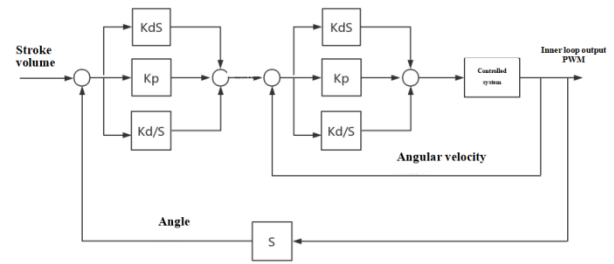 Stroke
volume
KdS
Kp
Kd/S
KdS
Kp
Kd/S
Controlled
system
Inner loop output
PWM
Angular velocity
Angle
S